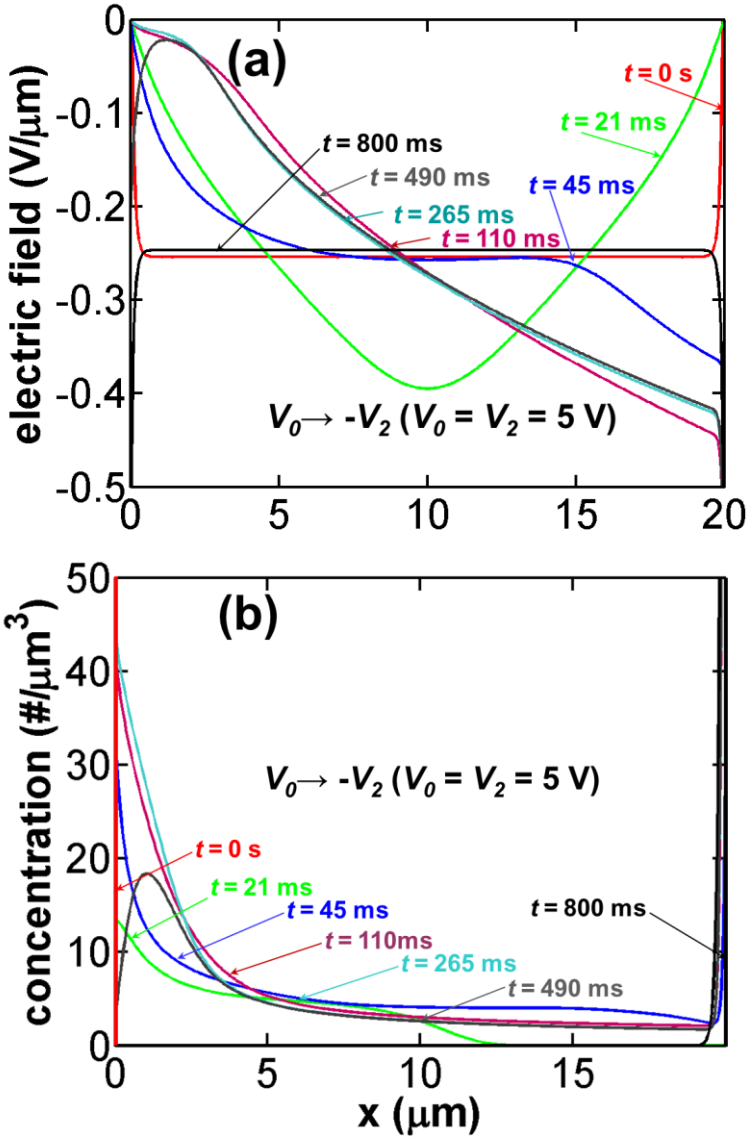 (a)
t = 0 s
t = 21 ms
t = 800 ms
t = 490 ms
t = 45 ms
t = 265 ms
t = 110 ms
V₀→ -V₂ (V₀ = V₂ = 5 V)
electric field (V/μm)
0
-0.1
-0.2
-0.3
-0.4
-0.5
0 5 10 15 20
(b)
V₀→ -V₂ (V₀ = V₂ = 5 V)
t = 0 s
t = 21 ms
t = 45 ms
t = 800 ms
t = 110ms
t = 265 ms
t = 490 ms
concentration (#/μm³)
50
40
30
20
10
0
0 5 10 15
x (μm)